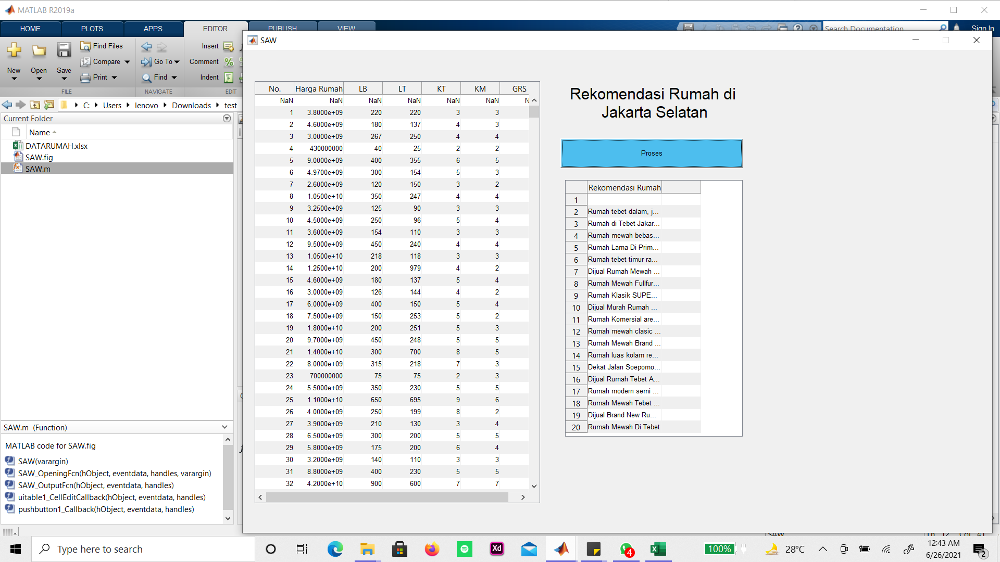 MATLAB R2019a
HOME PLOTS APPS EDITOR PUBLISH VIEW
Search Documentation
Sign In
New
Open
Save
Find Files
Compare
Print
Go To
Find
Insert
Comment
Indent
FILE NAVIGATE EDIT
C: Users lenovo Downloads test
Current Folder
Name
DATARUMAH.xlsx
SAW.fig
SAW.m
SAW.m (Function)
MATLAB code for SAW.fig
SAW(varargin)
SAW_OpeningFcn(hObject, eventdata, handles, varargin)
SAW_OutputFcn(hObject, eventdata, handles)
uitable1_CellEditCallback(hObject, eventdata, handles)
pushbutton1_Callback(hObject, eventdata, handles)
SAW
No. Harga Rumah LB LT KT KM GRS
NaN NaN NaN NaN NaN NaN
1 3.8000e+09 220 220 3 3
2 4.6000e+09 180 137 4 3
3 3.0000e+09 267 250 4 4
4 430000000 40 25 2 2
5 9.0000e+09 400 355 6 5
6 4.9700e+09 300 154 5 3
7 2.6000e+09 120 150 3 2
8 1.0500e+10 350 247 4 4
9 3.2500e+09 125 90 3 3
10 4.5000e+09 250 96 5 4
11 3.6000e+09 154 110 3 3
12 9.5000e+09 450 240 4 4
13 1.0500e+10 218 118 3 3
14 1.2500e+10 200 979 4 2
15 4.6000e+09 180 137 5 4
16 3.0000e+09 126 144 4 2
17 6.0000e+09 400 150 5 4
18 7.5000e+09 150 253 5 2
19 1.8000e+10 200 251 5 3
20 9.7000e+09 450 248 5 5
21 1.4000e+10 300 700 8 5
22 8.0000e+09 315 218 7 3
23 700000000 75 75 2 3
24 5.5000e+09 350 230 5 5
25 1.1000e+10 650 695 9 6
26 4.0000e+09 250 199 8 2
27 3.9000e+09 210 130 3 4
28 6.5000e+09 300 200 5 5
29 5.8000e+09 175 200 6 4
30 3.2000e+09 140 110 3 3
31 8.8000e+09 400 230 5 5
32 4.2000e+10 900 600 7 7
Rekomendasi Rumah di
Jakarta Selatan
Proses
Rekomendasi Rumah
1
2 Rumah tebet dalam, j...
3 Rumah di Tebet Jakar...
4 Rumah mewah bebas...
5 Rumah Lama Di Prim...
6 Rumah tebet timur ra...
7 Dijual Rumah Mewah ...
8 Rumah Mewah Fullfur...
9 Rumah Klasik SUPE...
10 Dijual Murah Rumah ...
11 Rumah Komersial are...
12 Rumah mewah clasic ...
13 Rumah Mewah Brand ...
14 Rumah luas kolam re...
15 Dekat Jalan Soepomo...
16 Dijual Rumah Tebet A...
17 Rumah modern semi ...
18 Rumah Mewah Tebet ...
19 Dijual Brand New Ru...
20 Rumah Mewah Di Tebet
Type here to search
Xd
4
100%
28°C
12:43 AM
6/26/2021
2